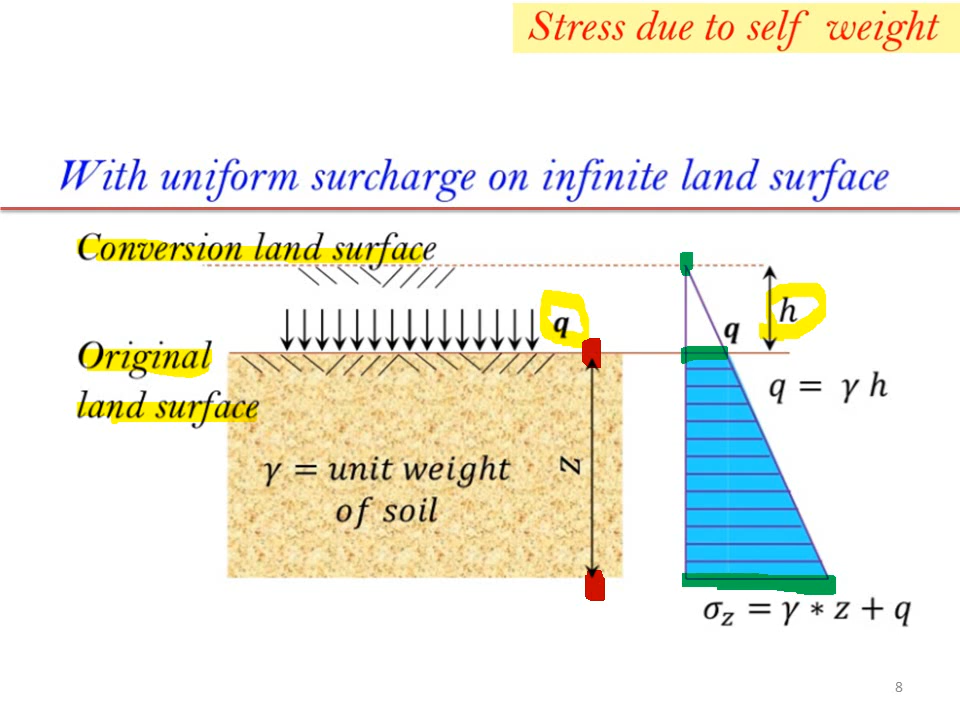 Stress due to self weight
With uniform surcharge on infinite land surface
Conversion land surface
q
h
q
Original
land surface
q = γ h
γ = unit weight
of soil
z
σz = γ ∗ z + q
8